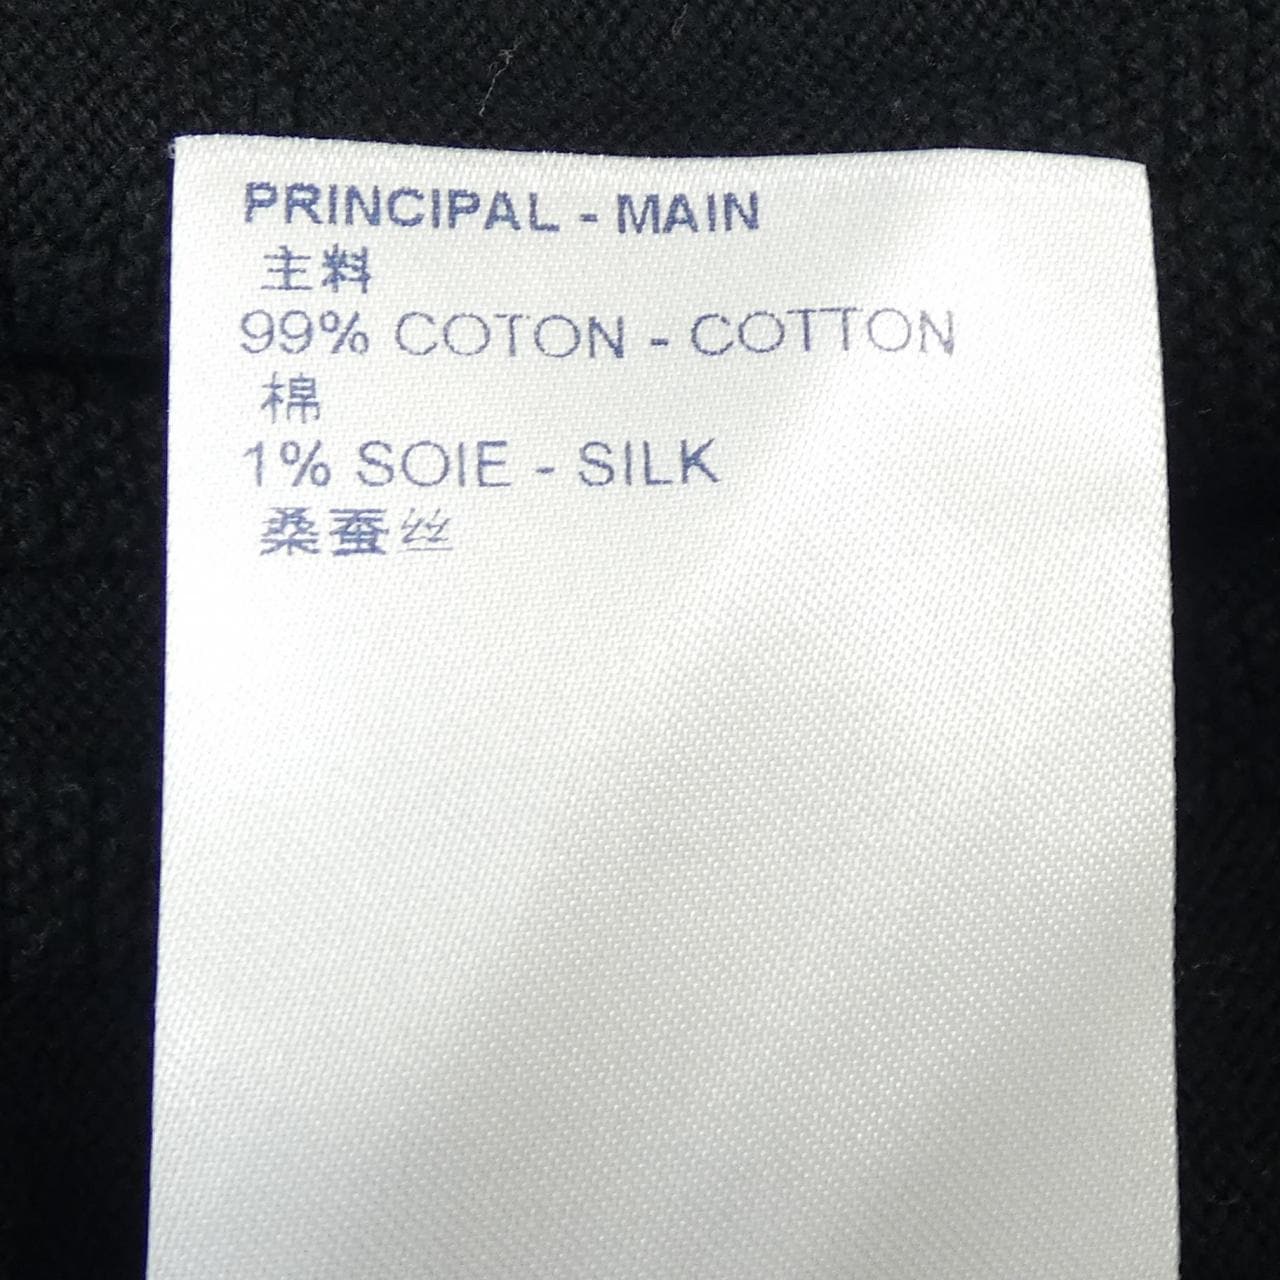 PRINCIPAL - MAIN
主料
99% COTON - COTTON
棉
1% SOIE - SILK
桑蚕丝